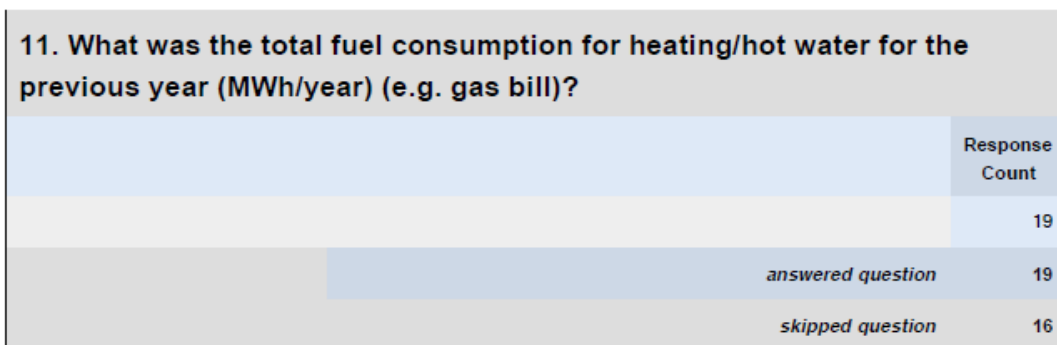 11. What was the total fuel consumption for heating/hot water for the
previous year (MWh/year) (e.g. gas bill)?
Response
Count
19
answered question 19
skipped question 16